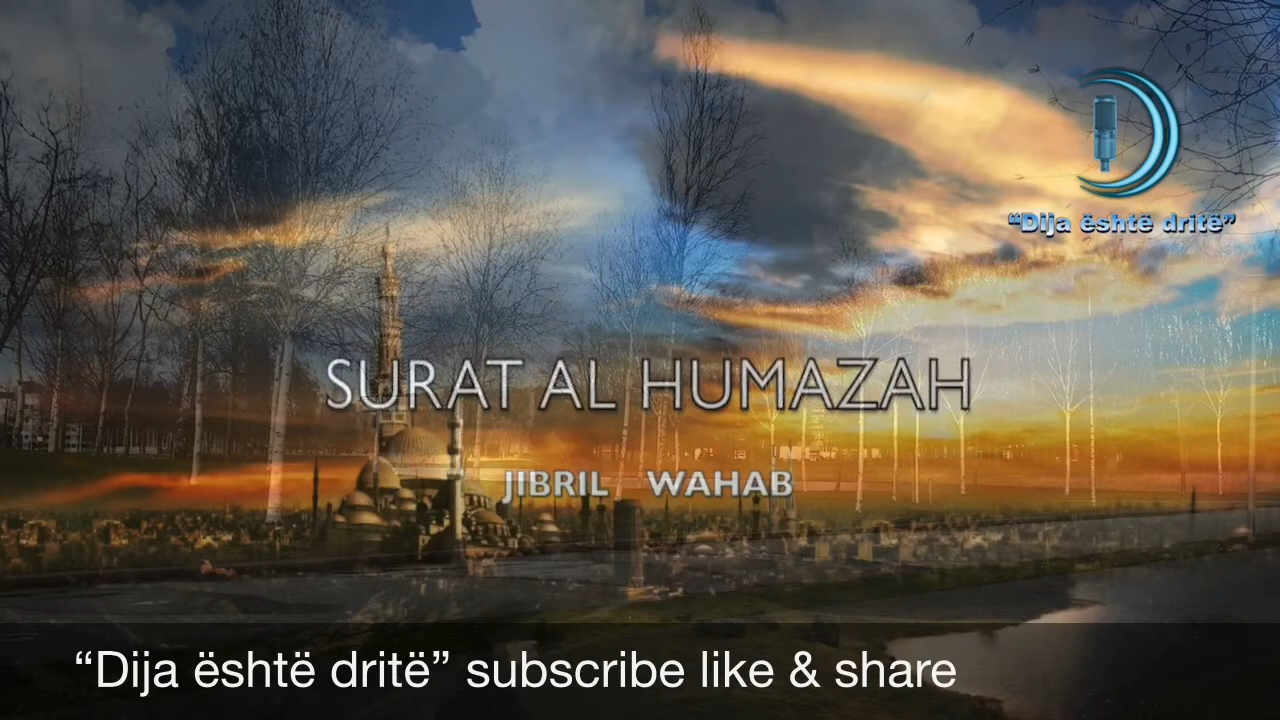 “Dija është dritë”
SURAT AL HUMAZAH
JIBRIL WAHAB
“Dija është dritë” subscribe like & share